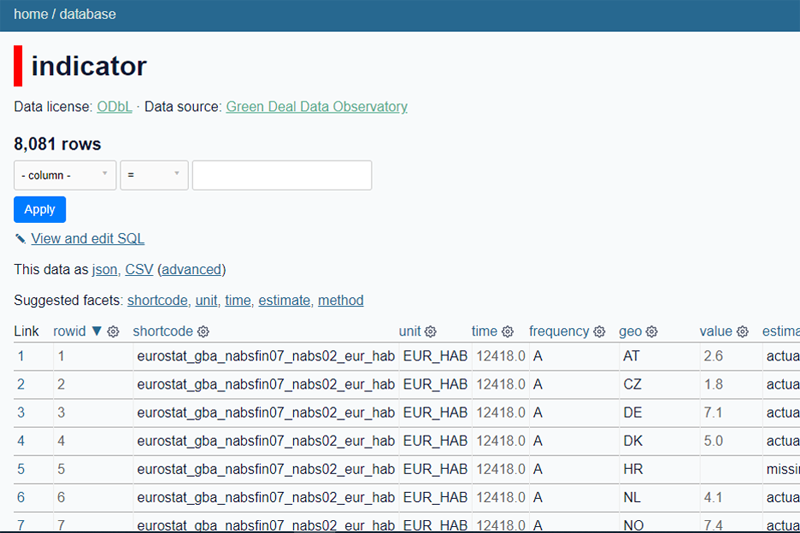 home / database
indicator
Data license: ODbL · Data source: Green Deal Data Observatory
8,081 rows
- column - =
Apply
View and edit SQL
This data as json, CSV (advanced)
Suggested facets: shortcode, unit, time, estimate, method
Link rowid ▼ shortcode unit time frequency geo value estima
1 1 eurostat_gba_nabsfin07_nabs02_eur_hab EUR_HAB 12418.0 A AT 2.6 actua
2 2 eurostat_gba_nabsfin07_nabs02_eur_hab EUR_HAB 12418.0 A CZ 1.8 actua
3 3 eurostat_gba_nabsfin07_nabs02_eur_hab EUR_HAB 12418.0 A DE 7.1 actua
4 4 eurostat_gba_nabsfin07_nabs02_eur_hab EUR_HAB 12418.0 A DK 5.0 actua
5 5 eurostat_gba_nabsfin07_nabs02_eur_hab EUR_HAB 12418.0 A HR missin
6 6 eurostat_gba_nabsfin07_nabs02_eur_hab EUR_HAB 12418.0 A NL 4.1 actua
7 7 eurostat_gba_nabsfin07_nabs02_eur_hab EUR_HAB 12418.0 A NO 7.4 actua